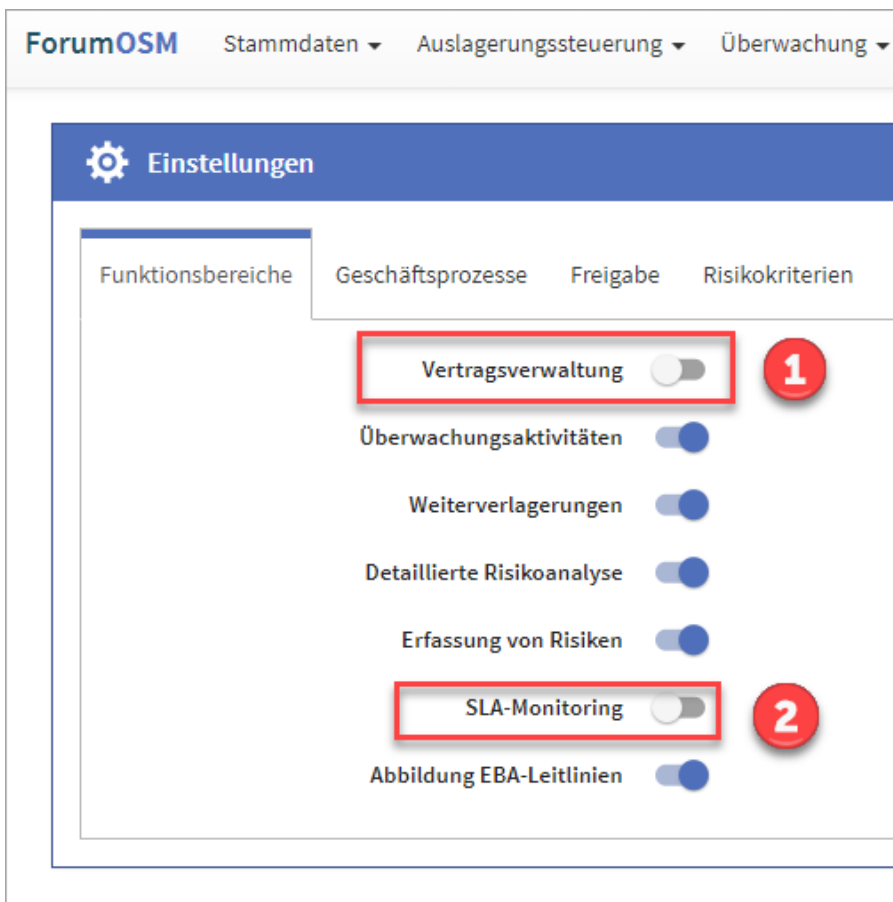 ForumOSM Stammdaten Auslagerungssteuerung Überwachung
Einstellungen
Funktionsbereiche Geschäftsprozesse Freigabe Risikokriterien
Vertragsverwaltung 1
Überwachungsaktivitäten
Weiterverlagerungen
Detaillierte Risikoanalyse
Erfassung von Risiken
SLA-Monitoring 2
Abbildung EBA-Leitlinien